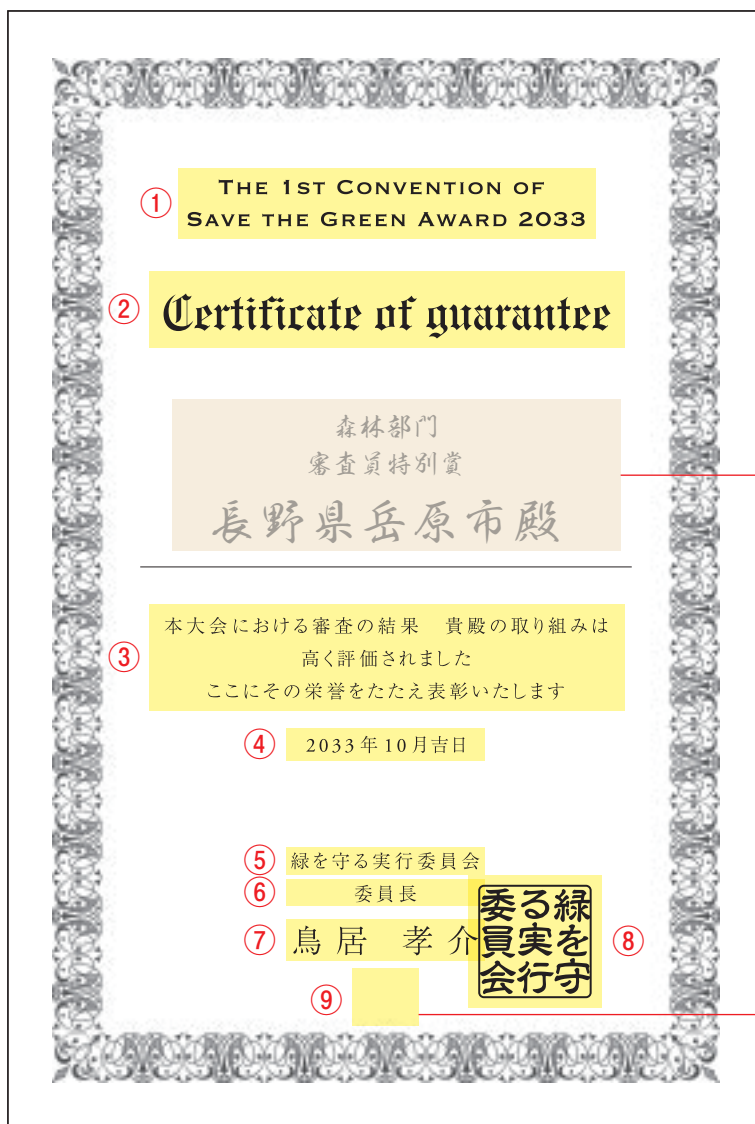 ①
THE 1ST CONVENTION OF
SAVE THE GREEN AWARD 2033
②
Certificate of guarantee
森林部門
審査員特別賞
長野県岳原市殿
③
本大会における審査の結果　貴殿の取り組みは
高く評価されました
ここにその栄誉をたたえ表彰いたします
④
2033年10月吉日
⑤
緑を守る実行委員会
⑥
委員長
⑦
鳥居　孝介
緑を守
る実行
委員会
⑧
⑨